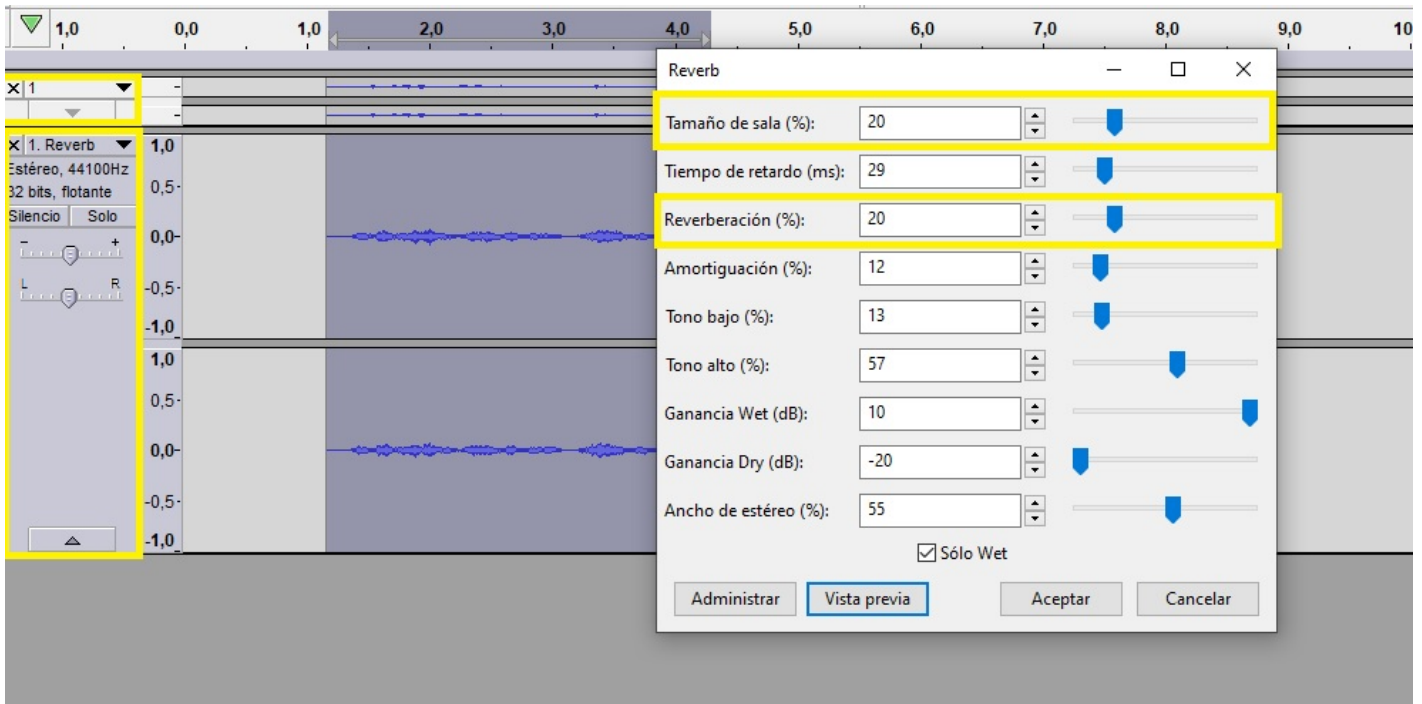 1,0 0,0 1,0 2,0 3,0 4,0 5,0 6,0 7,0 8,0 9,0 10
Reverb
1
1. Reverb
Estéreo, 44100Hz
32 bits, flotante
Silencio Solo
- +
L R
1,0
0,5
0,0
-0,5
-1,0
1,0
0,5
0,0
-0,5
-1,0
Tamaño de sala (%): 20
Tiempo de retardo (ms): 29
Reverberación (%): 20
Amortiguación (%): 12
Tono bajo (%): 13
Tono alto (%): 57
Ganancia Wet (dB): 10
Ganancia Dry (dB): -20
Ancho de estéreo (%): 55
Sólo Wet
Administrar Vista previa Aceptar Cancelar